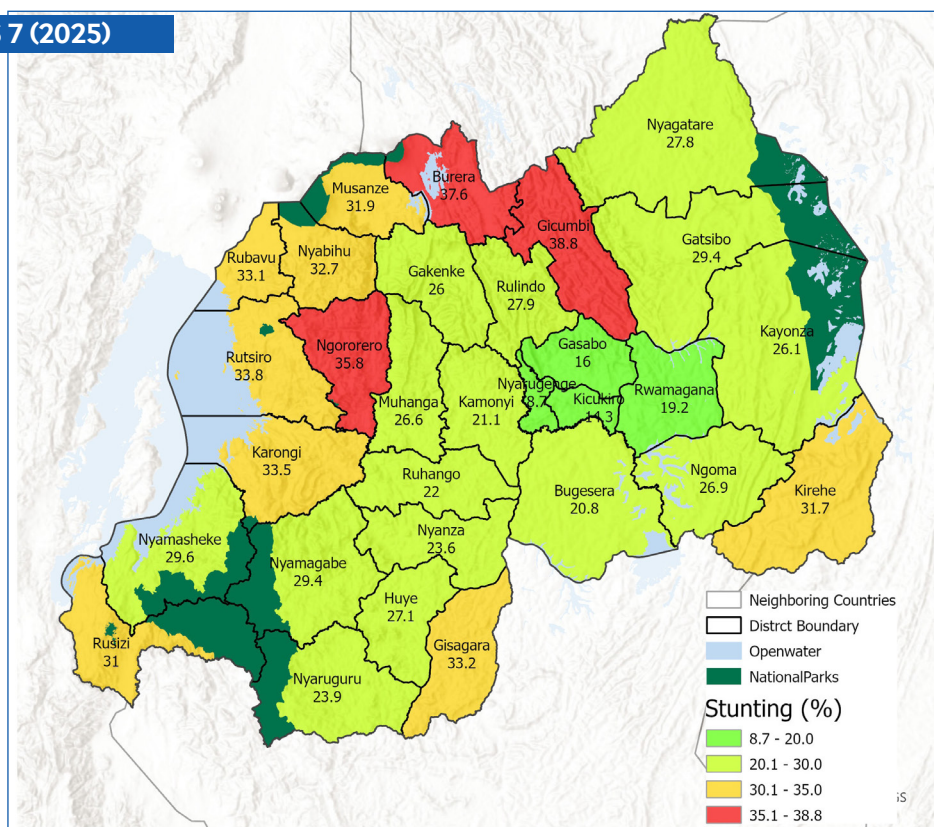 7 (2025)
Nyagatare
27.8
Burera
37.6
Musanze
31.9
Gicumbi
38.8
Gatsibo
29.4
Rubavu
33.1
Nyabihu
32.7
Gakenke
26
Rulindo
27.9
Kayonza
26.1
Ngororero
35.8
Rutsiro
33.8
Gasabo
16
Nyarugenge
8.7
Kicukiro
14.3
Rwamagana
19.2
Muhanga
26.6
Kamonyi
21.1
Karongi
33.5
Ruhango
22
Bugesera
20.8
Ngoma
26.9
Kirehe
31.7
Nyamasheke
29.6
Nyamagabe
29.4
Nyanza
23.6
Huye
27.1
Rusizi
31
Gisagara
33.2
Nyaruguru
23.9
Neighboring Countries
Distrct Boundary
Openwater
NationalParks
Stunting (%)
8.7 - 20.0
20.1 - 30.0
30.1 - 35.0
35.1 - 38.8